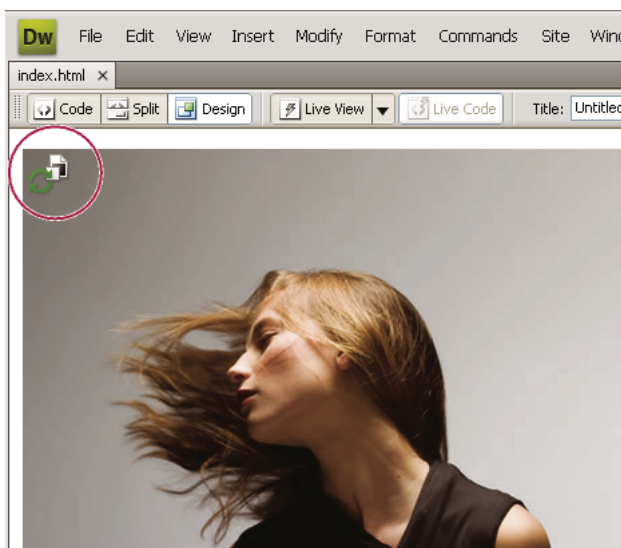 Dw File Edit View Insert Modify Format Commands Site
index.html ×
Code Split Design Live View Live Code Title: